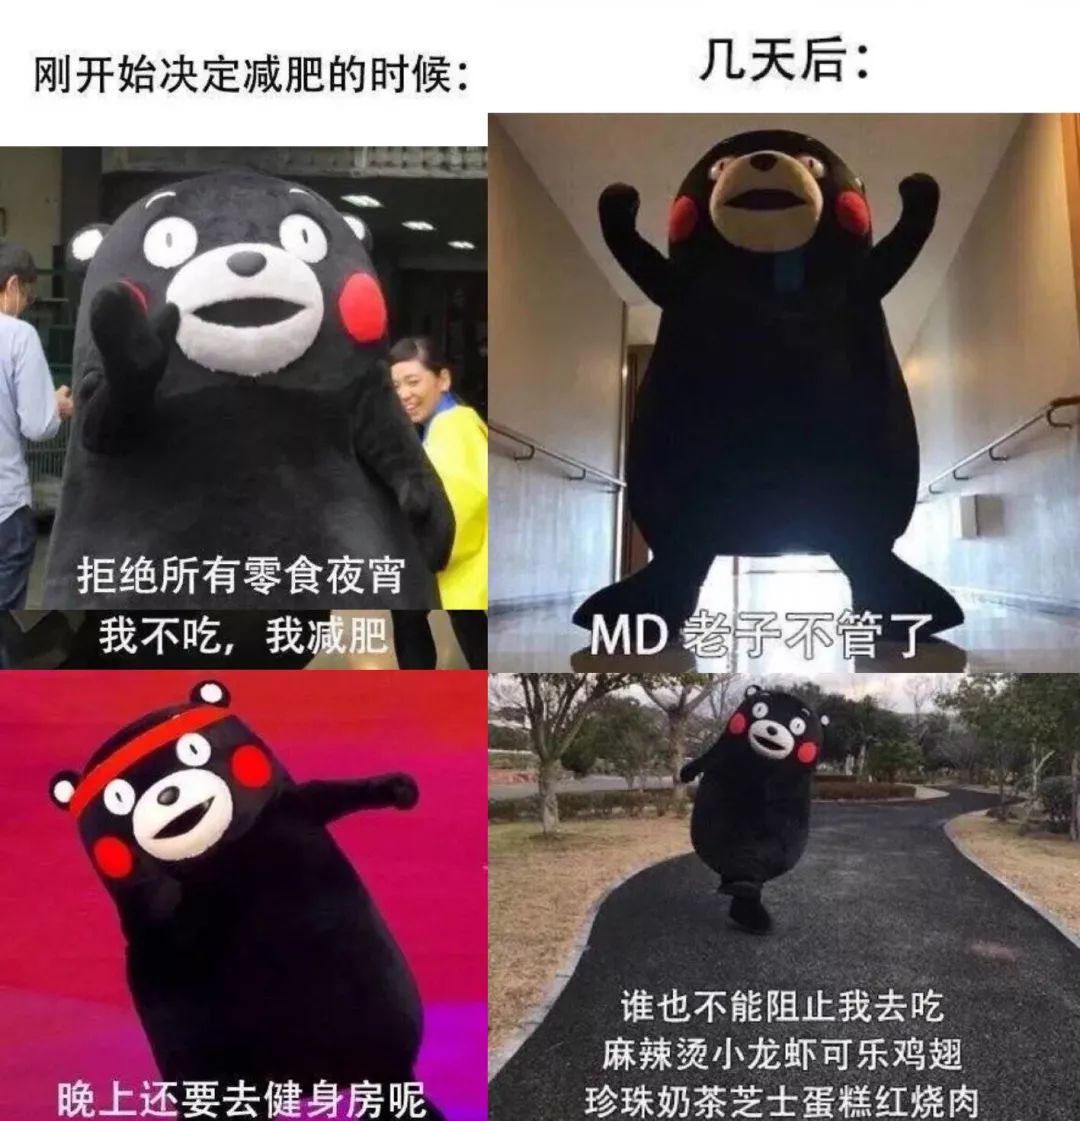 刚开始决定减肥的时候：
拒绝所有零食夜宵
我不吃，我减肥
晚上还要去健身房呢
几天后：
MD 老子不管了
谁也不能阻止我去吃
麻辣烫小龙虾可乐鸡翅
珍珠奶茶芝士蛋糕红烧肉